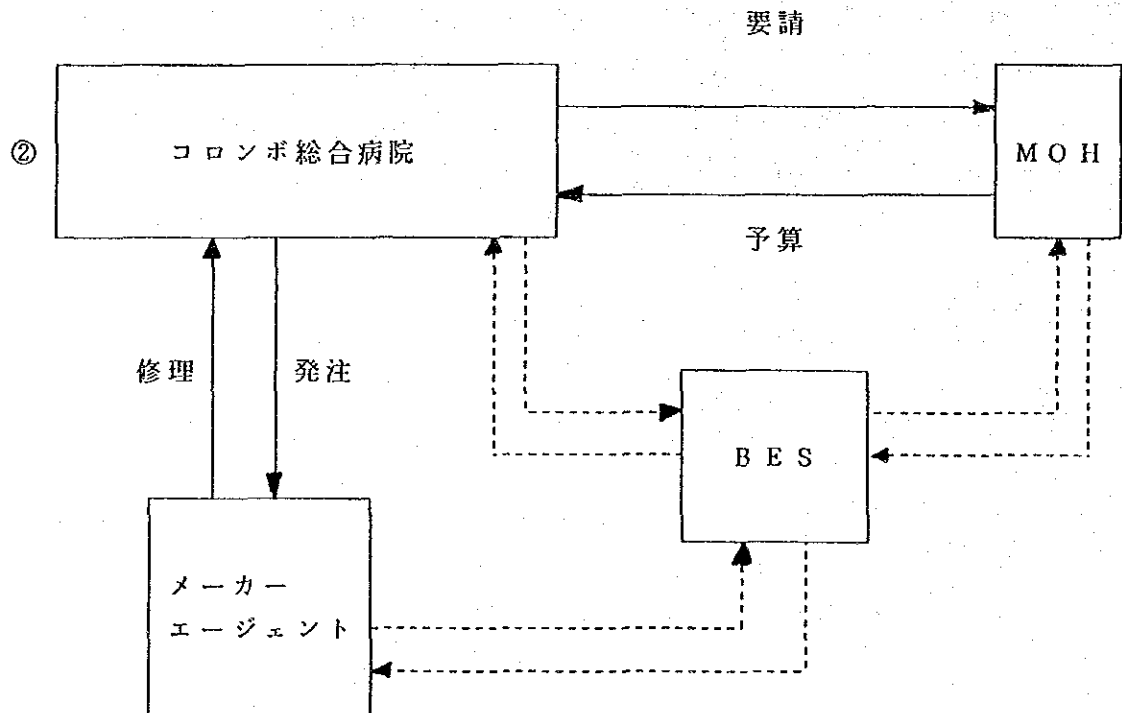 要請
② コロンボ総合病院
MOH
予算
修理
発注
BES
メーカー
エージェント